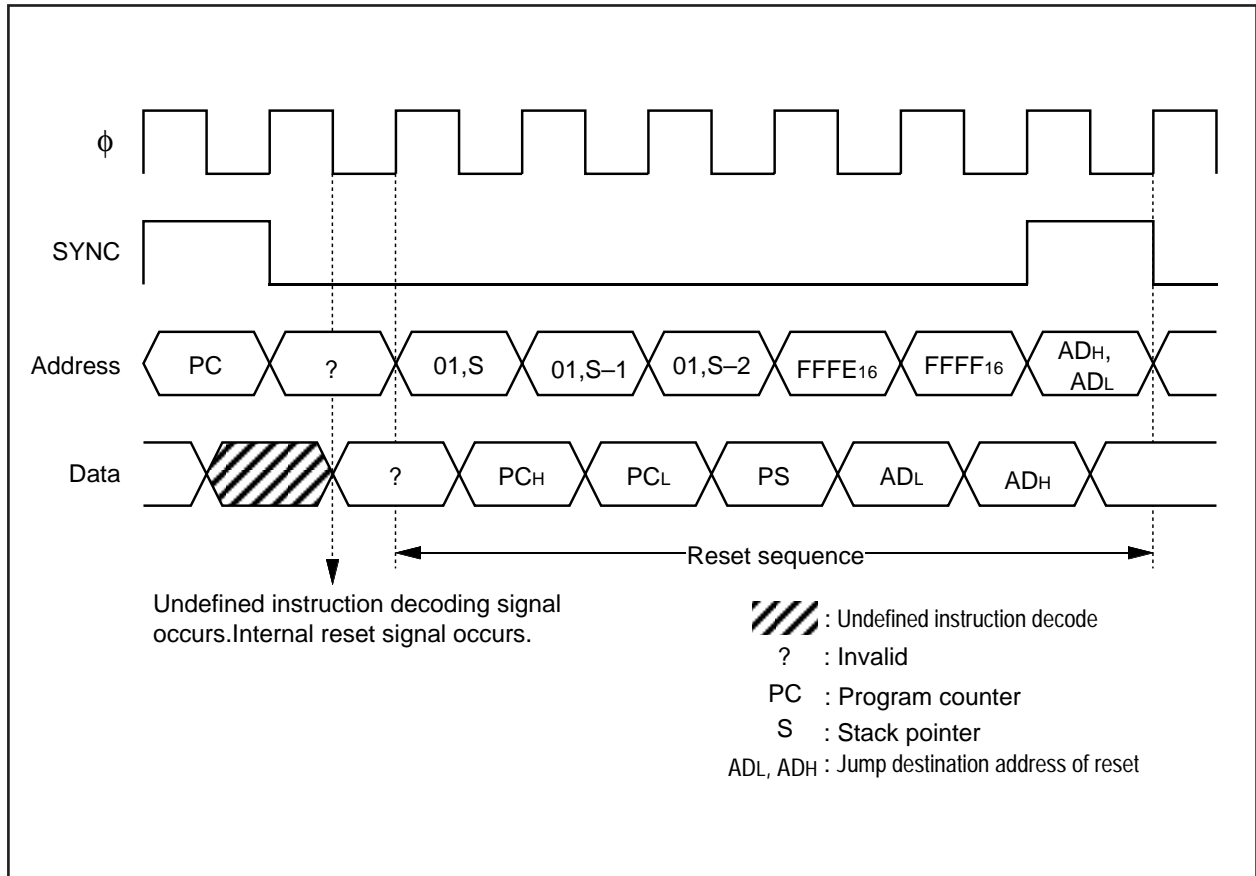 ϕ
SYNC
Address PC ? 01,S 01,S–1 01,S–2 FFFE16 FFFF16 ADH,
ADL
Data ? PCH PCL PS ADL ADH
Reset sequence
Undefined instruction decoding signal
occurs.Internal reset signal occurs.
: Undefined instruction decode
? : Invalid
PC : Program counter
S : Stack pointer
ADL, ADH : Jump destination address of reset